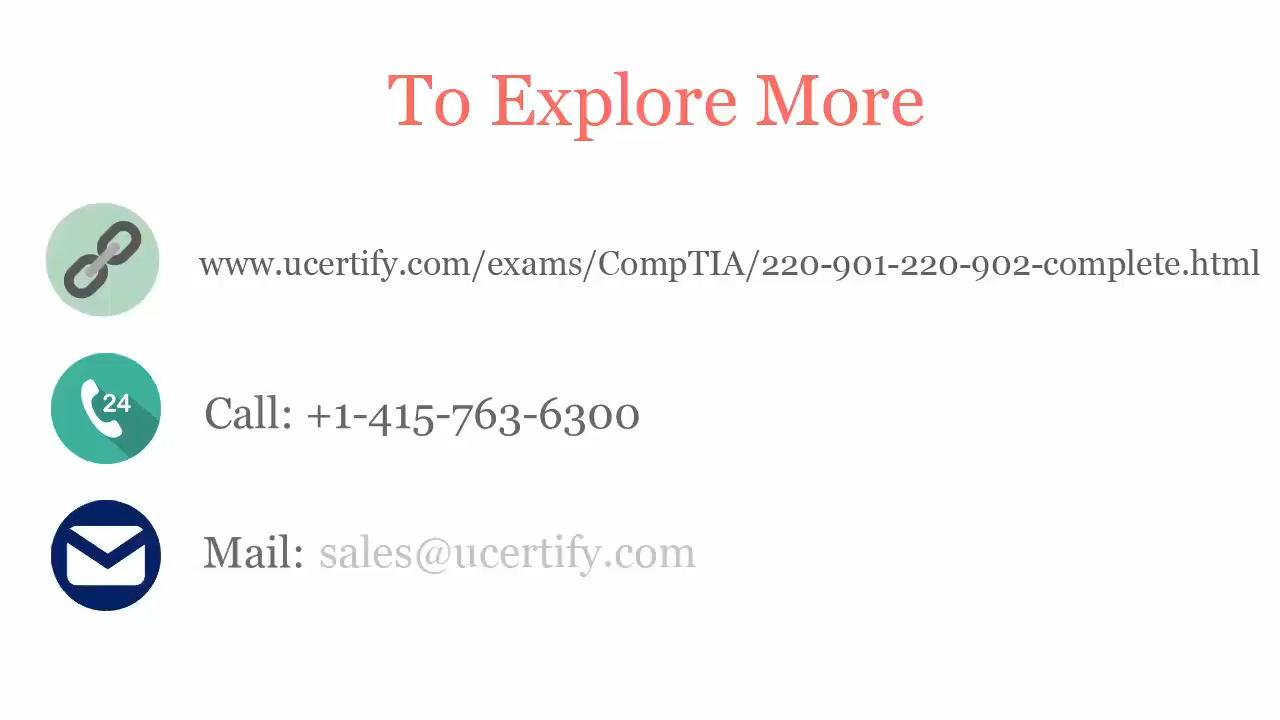 To Explore More
www.ucertify.com/exams/CompTIA/220-901-220-902-complete.html
24
Call: +1-415-763-6300
Mail: sales@ucertify.com